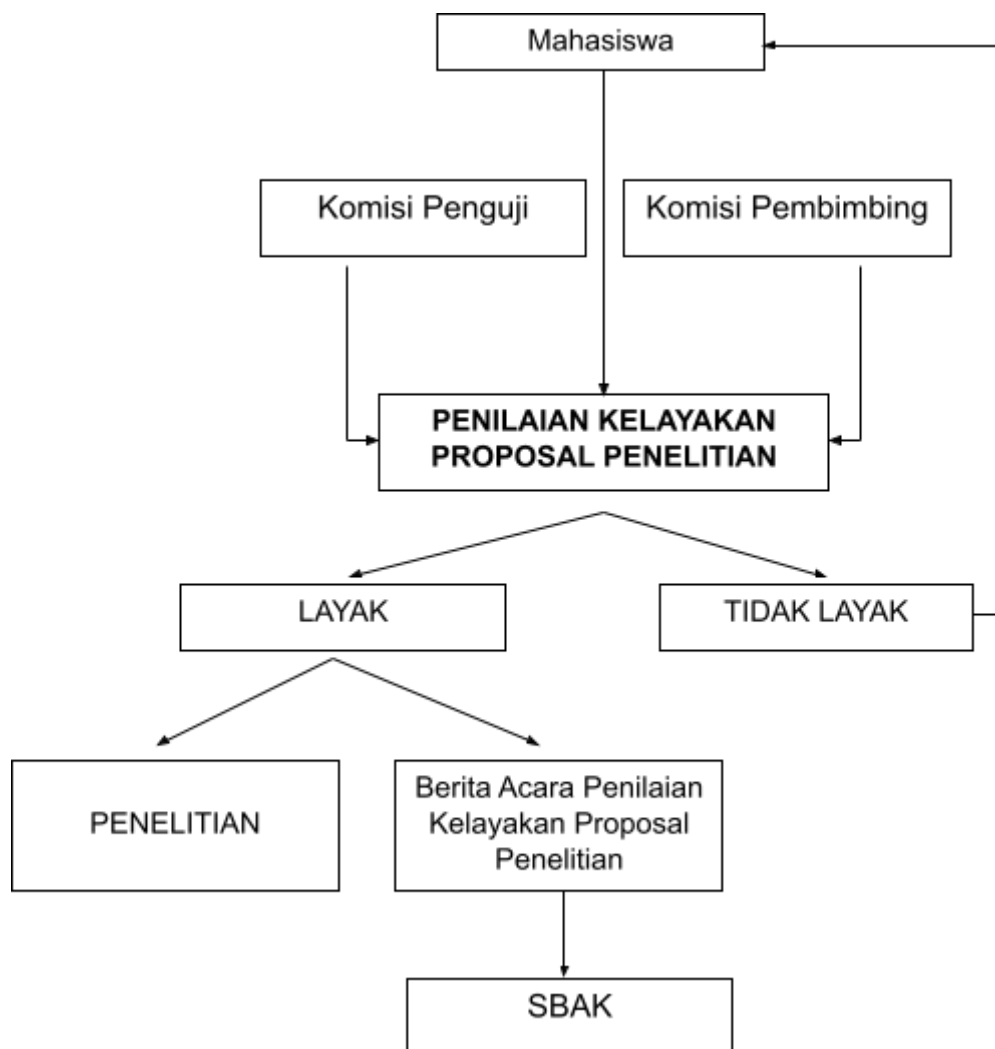 Mahasiswa
Komisi Penguji
Komisi Pembimbing
PENILAIAN KELAYAKAN
PROPOSAL PENELITIAN
LAYAK
TIDAK LAYAK
PENELITIAN
Berita Acara Penilaian
Kelayakan Proposal
Penelitian
SBAK